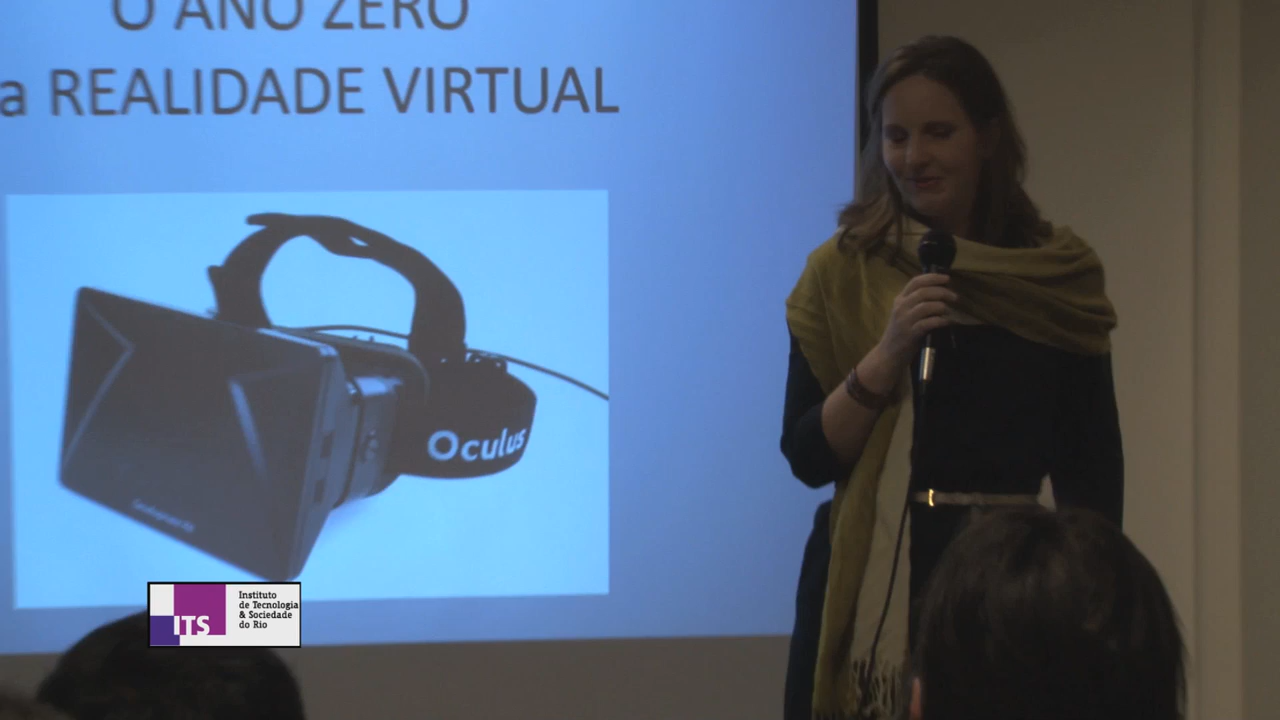 O ANO ZERO
a REALIDADE VIRTUAL
Oculus
ITS
Instituto
de Tecnologia
& Sociedade
do Rio